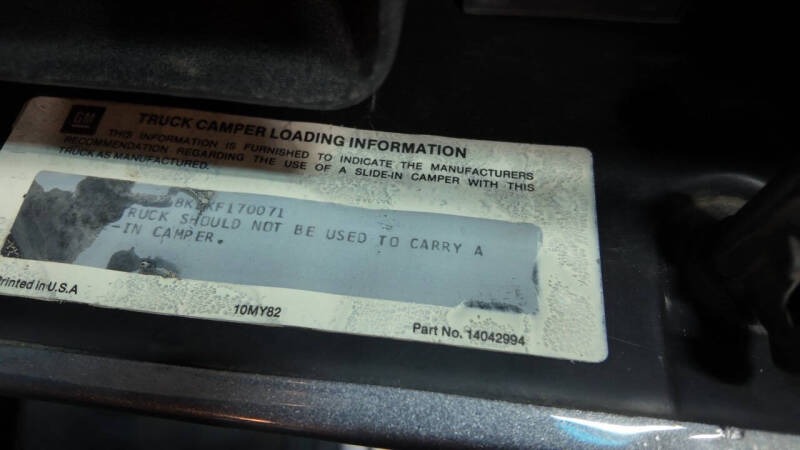 GM
TRUCK CAMPER LOADING INFORMATION
THIS INFORMATION IS FURNISHED TO INDICATE THE MANUFACTURERS
RECOMMENDATION REGARDING THE USE OF A SLIDE-IN CAMPER WITH THIS
TRUCK AS MANUFACTURED.
F170071
TRUCK SHOULD NOT BE USED TO CARRY A
-IN CAMPER.
Printed in U.S.A
10MY82
Part No. 14042994